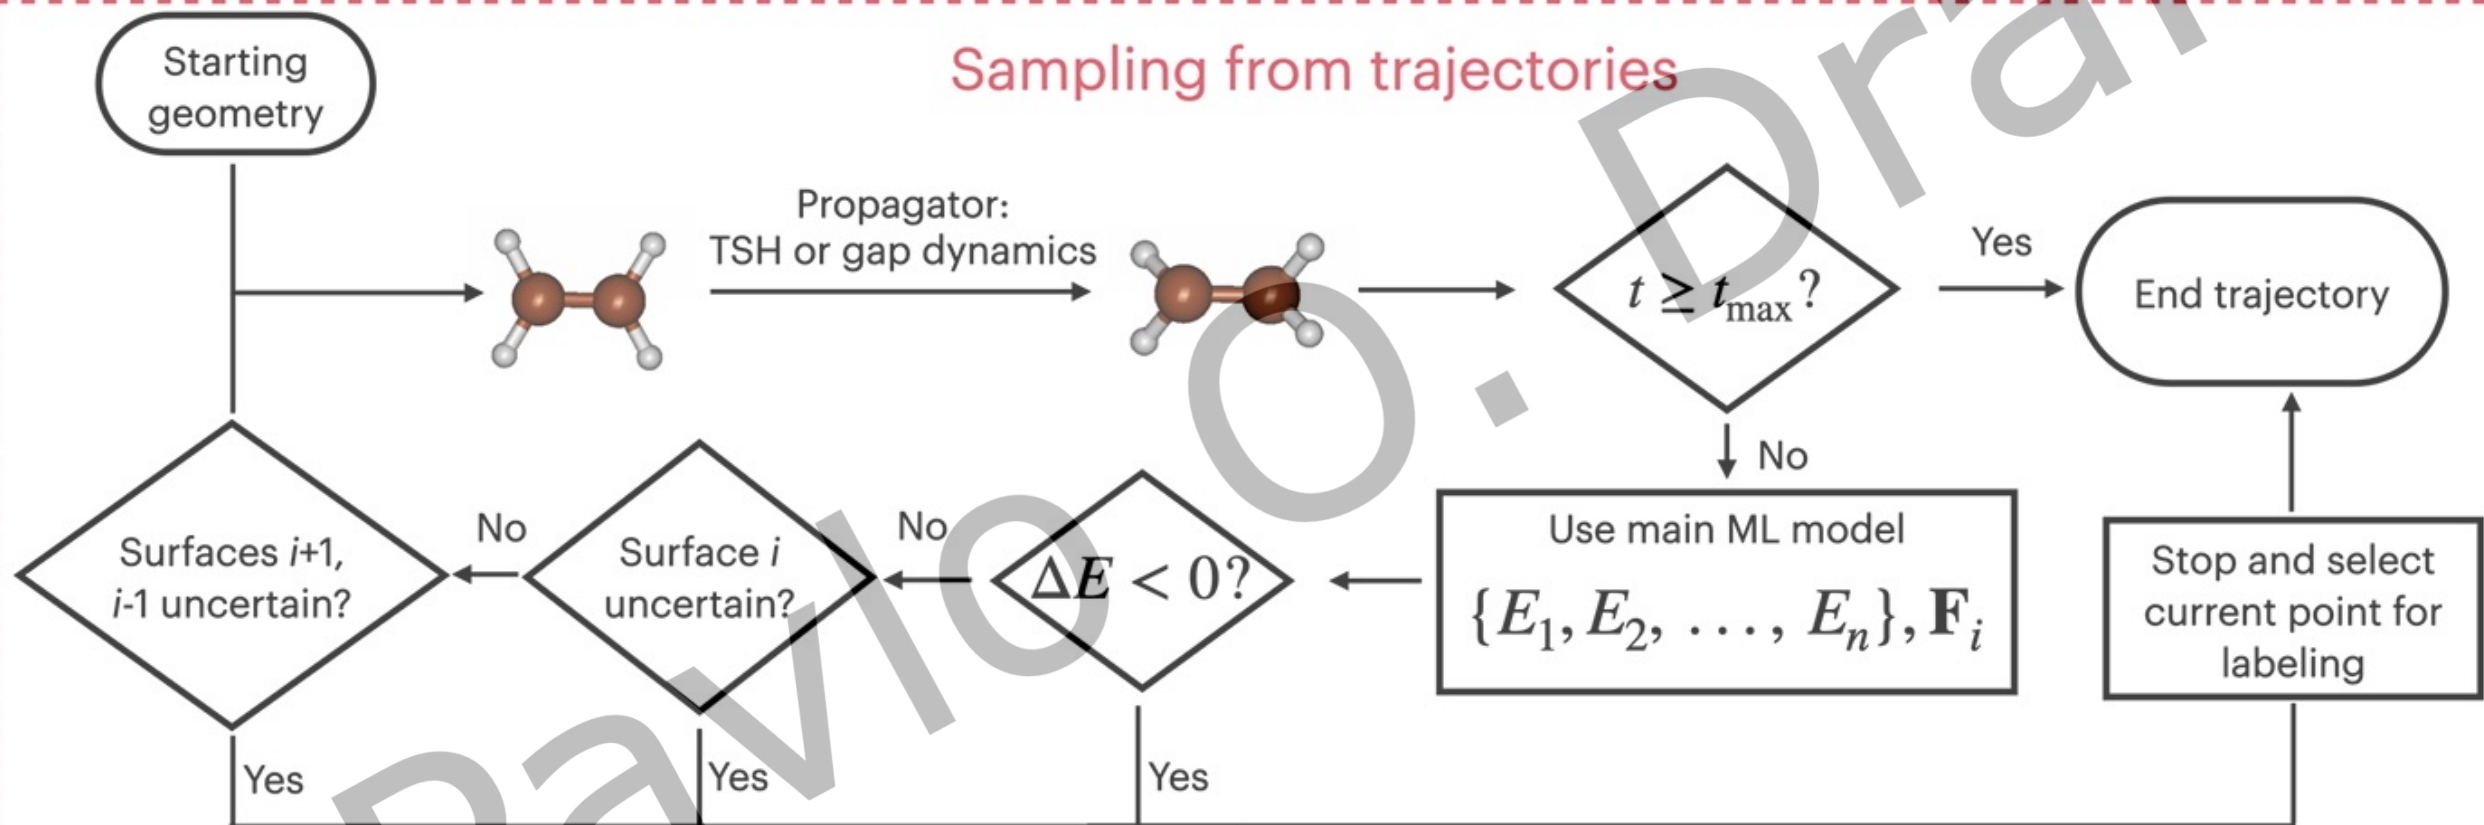 Sampling from trajectories
Starting
geometry
Propagator:
TSH or gap dynamics
t ≥ tmax?
Yes
End trajectory
No
Use main ML model
{E1, E2, ..., En}, Fi
ΔE < 0?
No
Surface i
uncertain?
No
Surfaces i+1,
i-1 uncertain?
Stop and select
current point for
labeling
Yes
Yes
Yes
Pavlo O. Dral